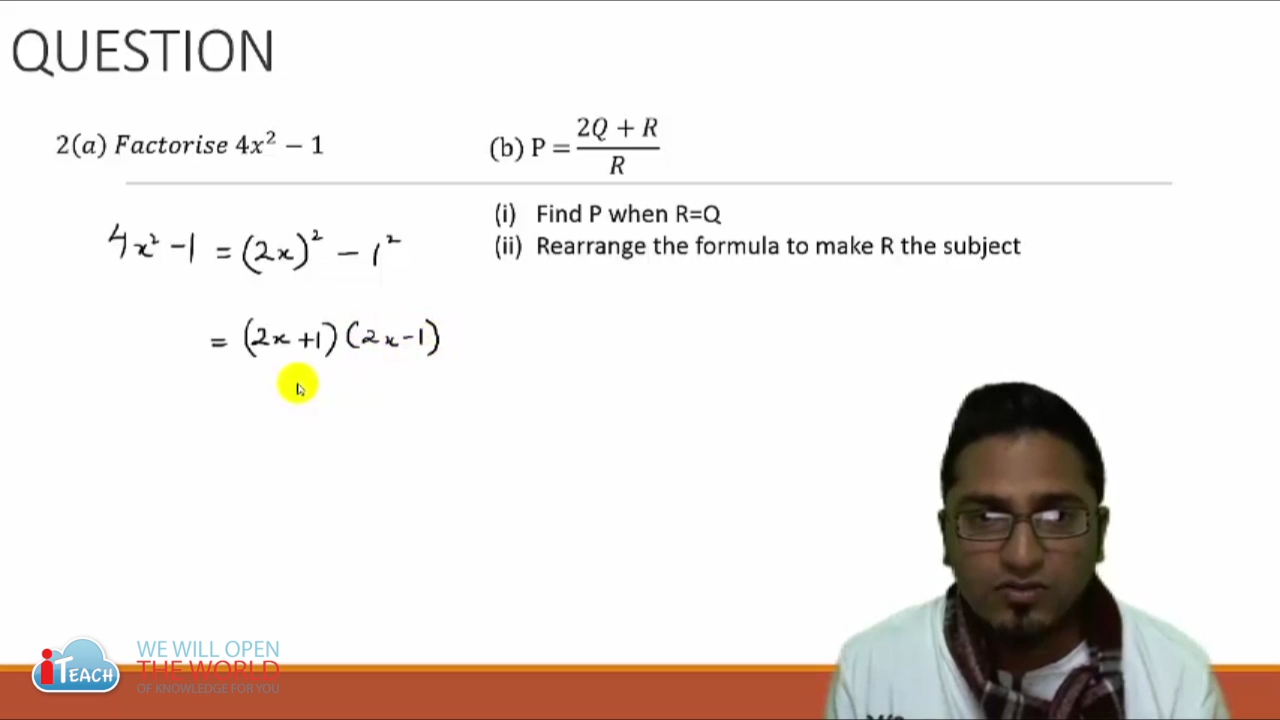 QUESTION
2(a) Factorise 4x² − 1
(b) P = (2Q + R)/R
(i) Find P when R=Q
(ii) Rearrange the formula to make R the subject
4x² - 1 = (2x)² - 1²
= (2x+1)(2x-1)
iTEACH
WE WILL OPEN
THE WORLD
OF KNOWLEDGE FOR YOU